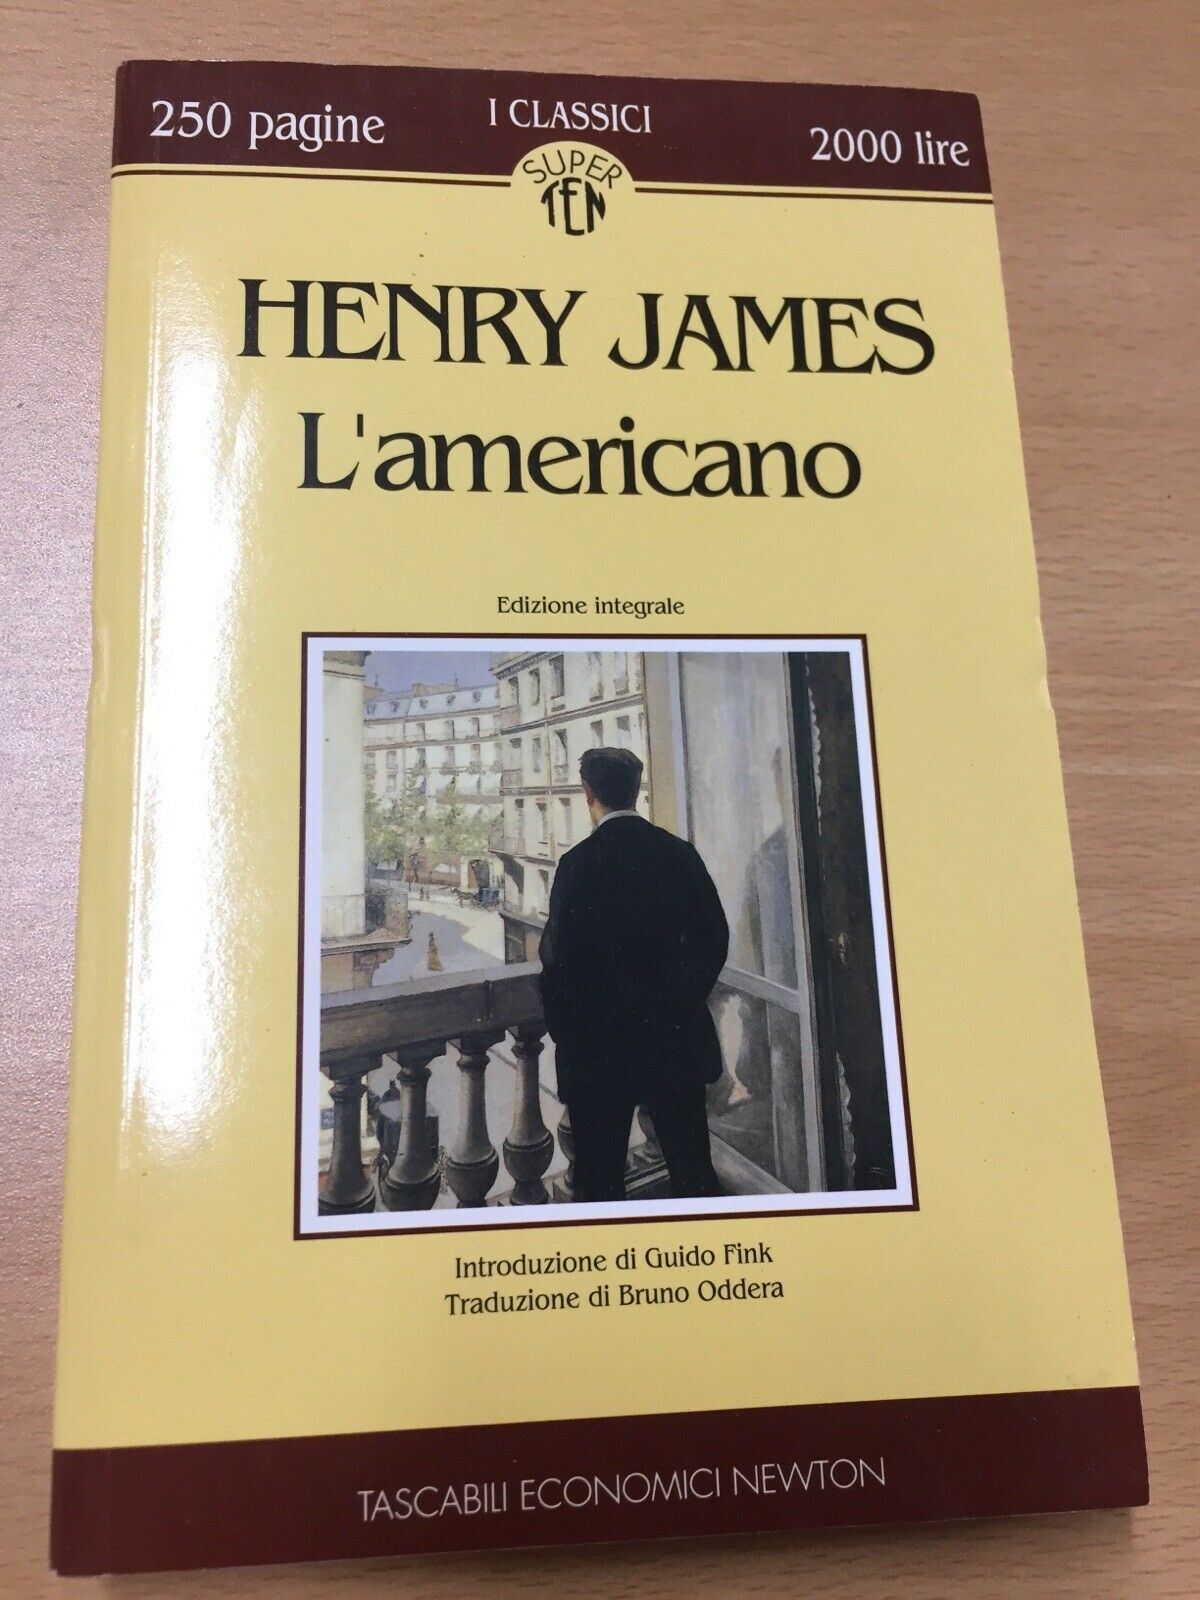 250 pagine
I CLASSICI
2000 lire
SUPER
TEN
HENRY JAMES
L'americano
Edizione integrale
Introduzione di Guido Fink
Traduzione di Bruno Oddera
TASCABILI ECONOMICI NEWTON